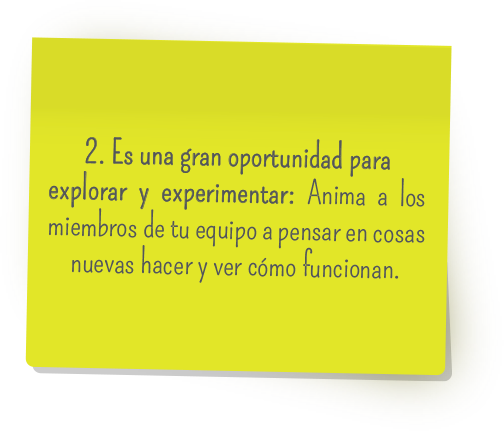 2. Es una gran oportunidad para
explorar y experimentar: Anima a los
miembros de tu equipo a pensar en cosas
nuevas hacer y ver cómo funcionan.